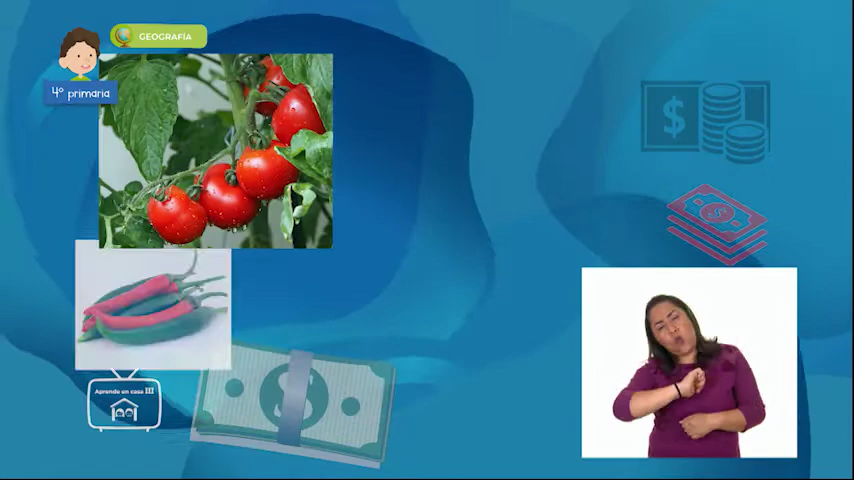 GEOGRAFÍA
4º primaria
$
$
Aprende en casa III